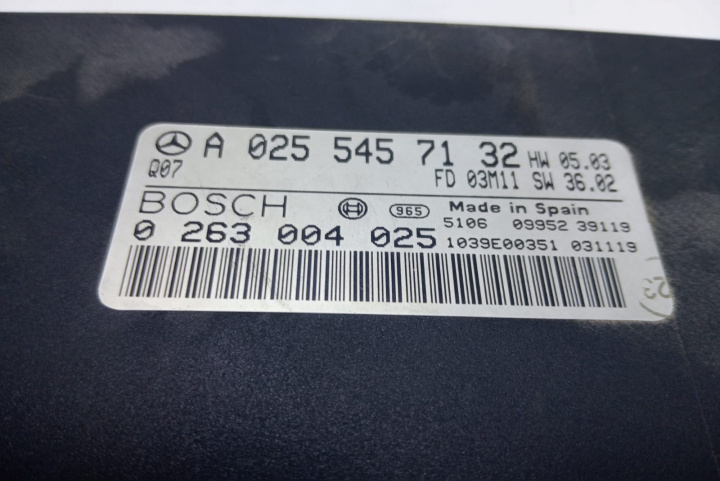 A 025 545 71 32 HW 05.03
Q07 FD 03M11 SW 36.02
BOSCH 965 Made in Spain
5106 09952 39119
0 263 004 025 1039E00351 031119
23